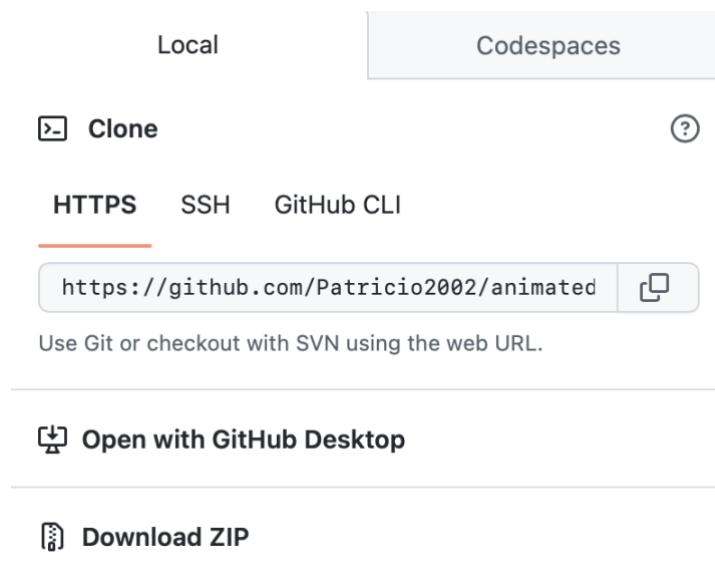 Local Codespaces
Clone
HTTPS SSH GitHub CLI
https://github.com/Patricio2002/animated
Use Git or checkout with SVN using the web URL.
Open with GitHub Desktop
Download ZIP